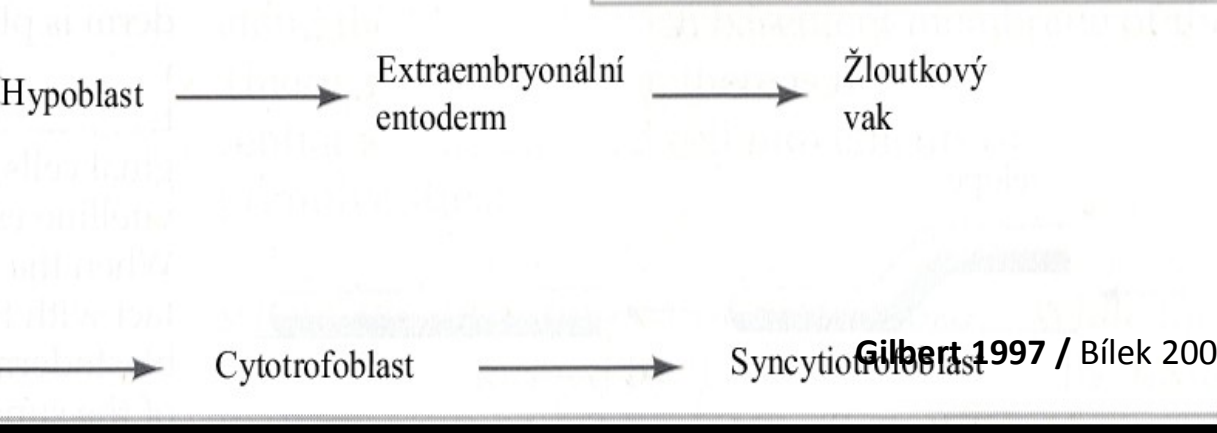 Hypoblast
Extraembryonální
entoderm
Žloutkový
vak
Cytotrofoblast
Syncytiotrofoblast
Gilbert 1997 / Bílek 200